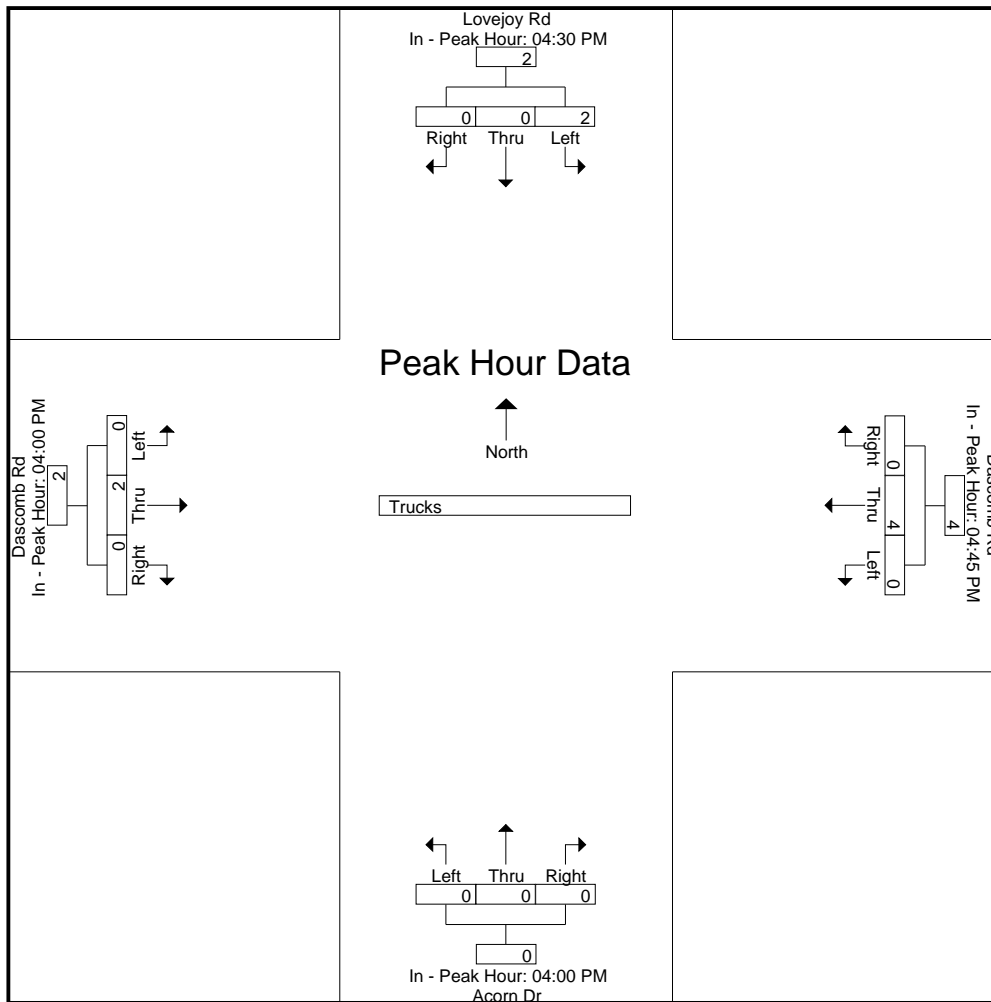 Lovejoy Rd
In - Peak Hour: 04:30 PM
2
0 0 2
Right Thru Left
Peak Hour Data
North
Trucks
Dascomb Rd
In - Peak Hour: 04:00 PM
2
0 2 0
Left Thru Right
Dascomb Rd
In - Peak Hour: 04:45 PM
4
0 4 0
Right Thru Left
Left Thru Right
0 0 0
0
In - Peak Hour: 04:00 PM
Acorn Dr